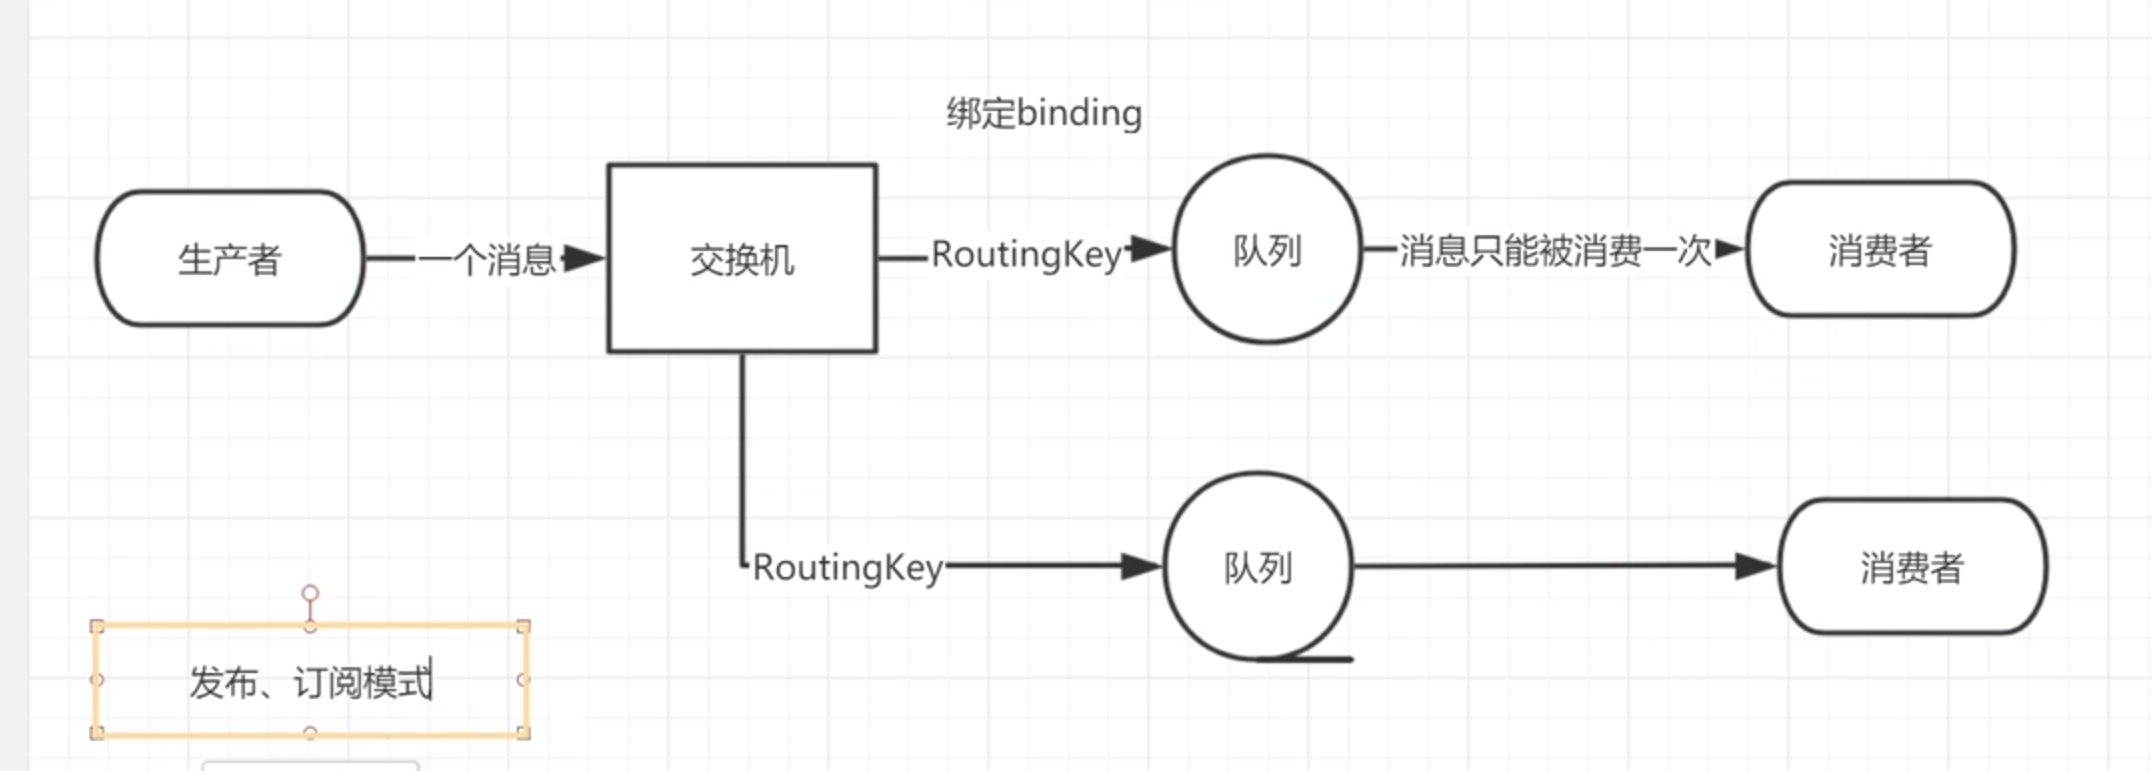 绑定binding
生产者
一个消息
交换机
RoutingKey
队列
消息只能被消费一次
消费者
RoutingKey
队列
消费者
发布、订阅模式